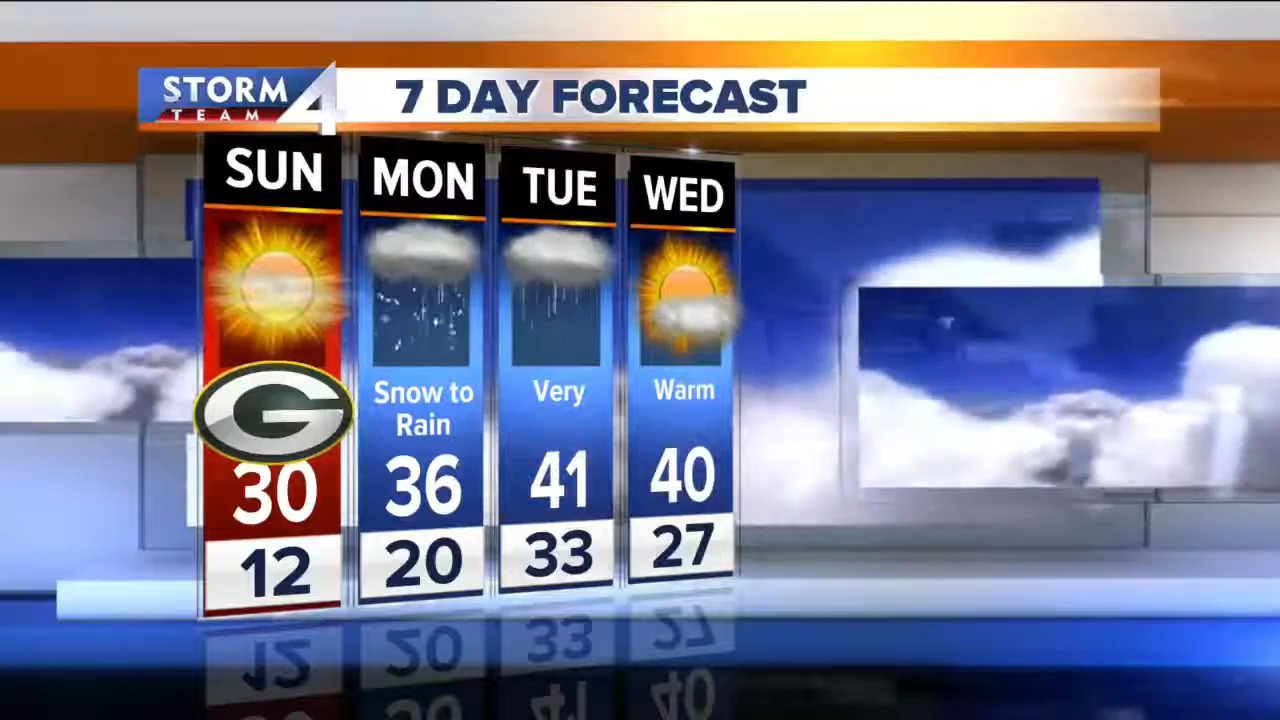 STORM
TEAM 4
7 DAY FORECAST
SUN
MON
TUE
WED
G
Snow to
Rain
Very
Warm
30
36
41
40
12
20
33
27